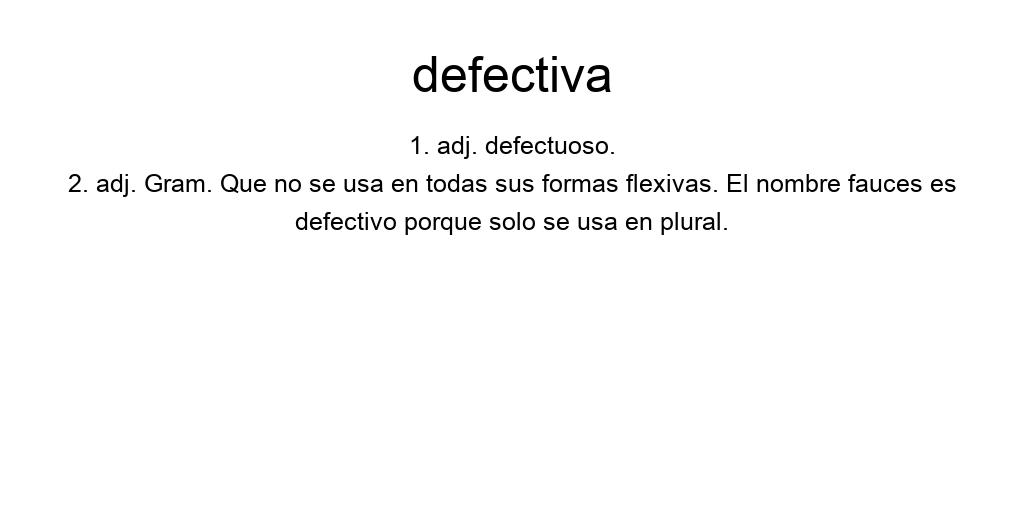 defectiva
1. adj. defectuoso.
2. adj. Gram. Que no se usa en todas sus formas flexivas. El nombre fauces es
defectivo porque solo se usa en plural.